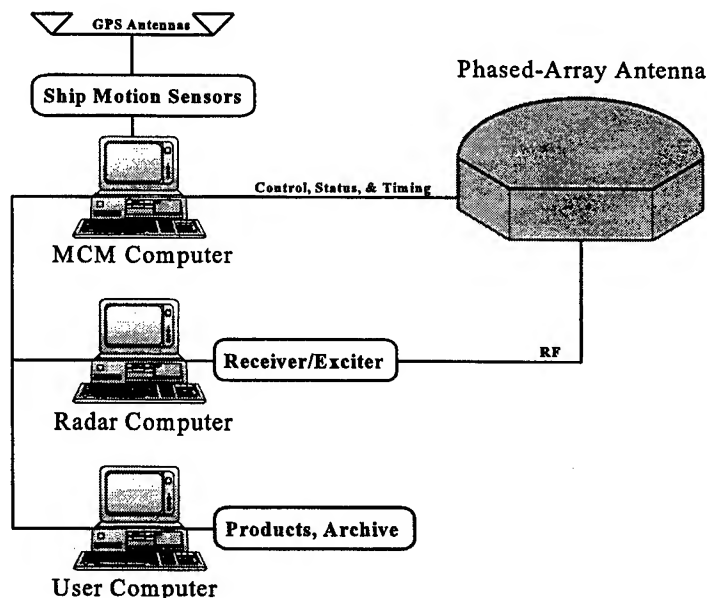 GPS Antennas
Ship Motion Sensors
Phased-Array Antenna
Control, Status, & Timing
MCM Computer
Receiver/Exciter
RF
Radar Computer
Products, Archive
User Computer